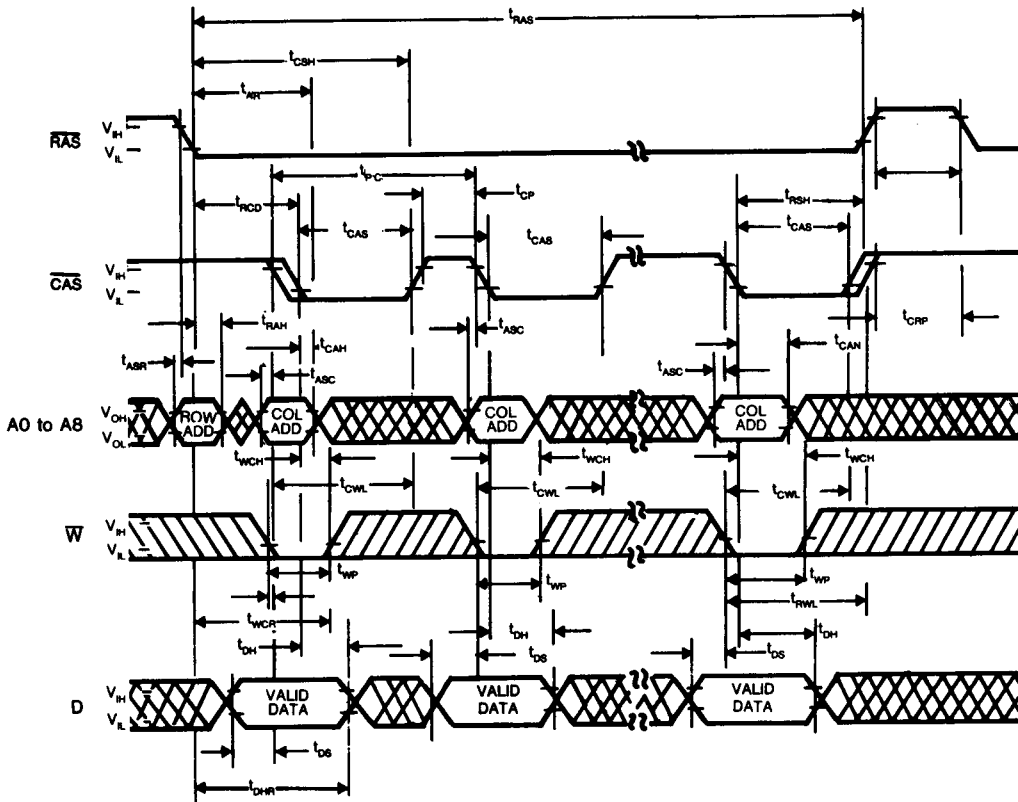 tRAS
tCSH
tAR
RAS
VIH
VIL
tPC
tCP
tRCD
tRSH
tCAS
tCAS
tCAS
CAS
VIH
VIL
tRAH
tASC
tCRP
tASR
tCAH
tCAN
tASC
tASC
A0 to A8
VOH
VOL
ROW ADD
COL ADD
COL ADD
COL ADD
tWCH
tWCH
tWCH
tCWL
tCWL
tCWL
W
VIH
VIL
tWP
tWP
tWP
tRWL
tWCR
tDH
tDH
tDH
tDS
tDS
D
VIH
VIL
VALID DATA
VALID DATA
VALID DATA
tDS
tDHR